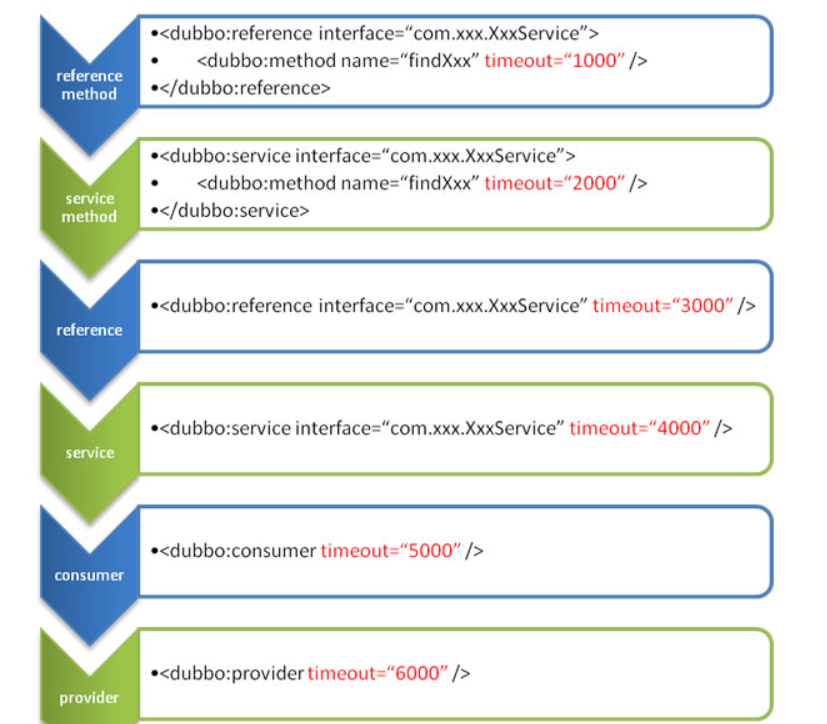 reference
method
•<dubbo:reference interface=“com.xxx.XxxService”>
• <dubbo:method name=“findXxx” timeout=“1000” />
•</dubbo:reference>
service
method
•<dubbo:service interface=“com.xxx.XxxService”>
• <dubbo:method name=“findXxx” timeout=“2000” />
•</dubbo:service>
reference
•<dubbo:reference interface=“com.xxx.XxxService” timeout=“3000” />
service
•<dubbo:service interface=“com.xxx.XxxService” timeout=“4000” />
consumer
•<dubbo:consumer timeout=“5000” />
provider
•<dubbo:provider timeout=“6000” />